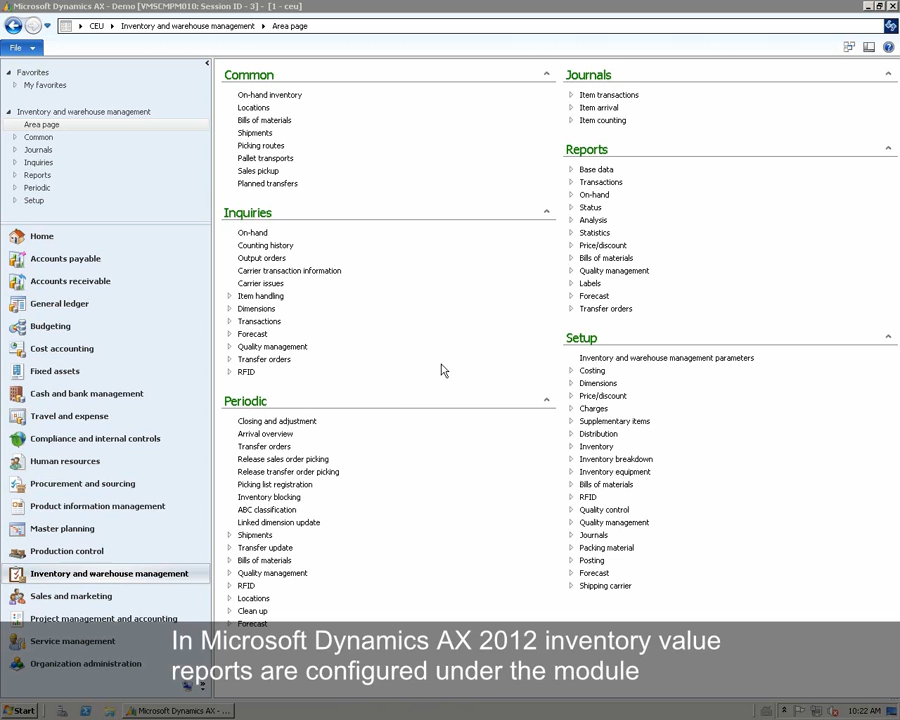 Microsoft Dynamics AX - Demo [VMSCMPM010: Session ID - 3] - [1 - ceu]
CEU
Inventory and warehouse management
Area page
File
Favorites
My favorites
Inventory and warehouse management
Area page
Common
Journals
Inquiries
Reports
Periodic
Setup
Home
Accounts payable
Accounts receivable
General ledger
Budgeting
Cost accounting
Fixed assets
Cash and bank management
Travel and expense
Compliance and internal controls
Human resources
Procurement and sourcing
Product information management
Master planning
Production control
Inventory and warehouse management
Sales and marketing
Project management and accounting
Service management
Organization administration
Common
On-hand inventory
Locations
Bills of materials
Shipments
Picking routes
Pallet transports
Sales pickup
Planned transfers
Inquiries
On-hand
Counting history
Output orders
Carrier transaction information
Carrier issues
Item handling
Dimensions
Transactions
Forecast
Quality management
Transfer orders
RFID
Periodic
Closing and adjustment
Arrival overview
Transfer orders
Release sales order picking
Release transfer order picking
Picking list registration
Inventory blocking
ABC classification
Linked dimension update
Shipments
Transfer update
Bills of materials
Quality management
RFID
Locations
Clean up
Forecast
Journals
Item transactions
Item arrival
Item counting
Reports
Base data
Transactions
On-hand
Status
Analysis
Statistics
Price/discount
Bills of materials
Quality management
Labels
Forecast
Transfer orders
Setup
Inventory and warehouse management parameters
Costing
Dimensions
Price/discount
Charges
Supplementary items
Distribution
Inventory
Inventory breakdown
Inventory equipment
Bills of materials
RFID
Quality control
Quality management
Journals
Packing material
Posting
Forecast
Shipping carrier
In Microsoft Dynamics AX 2012 inventory value
reports are configured under the module
Start
Microsoft Dynamics AX - ...
10:22 AM